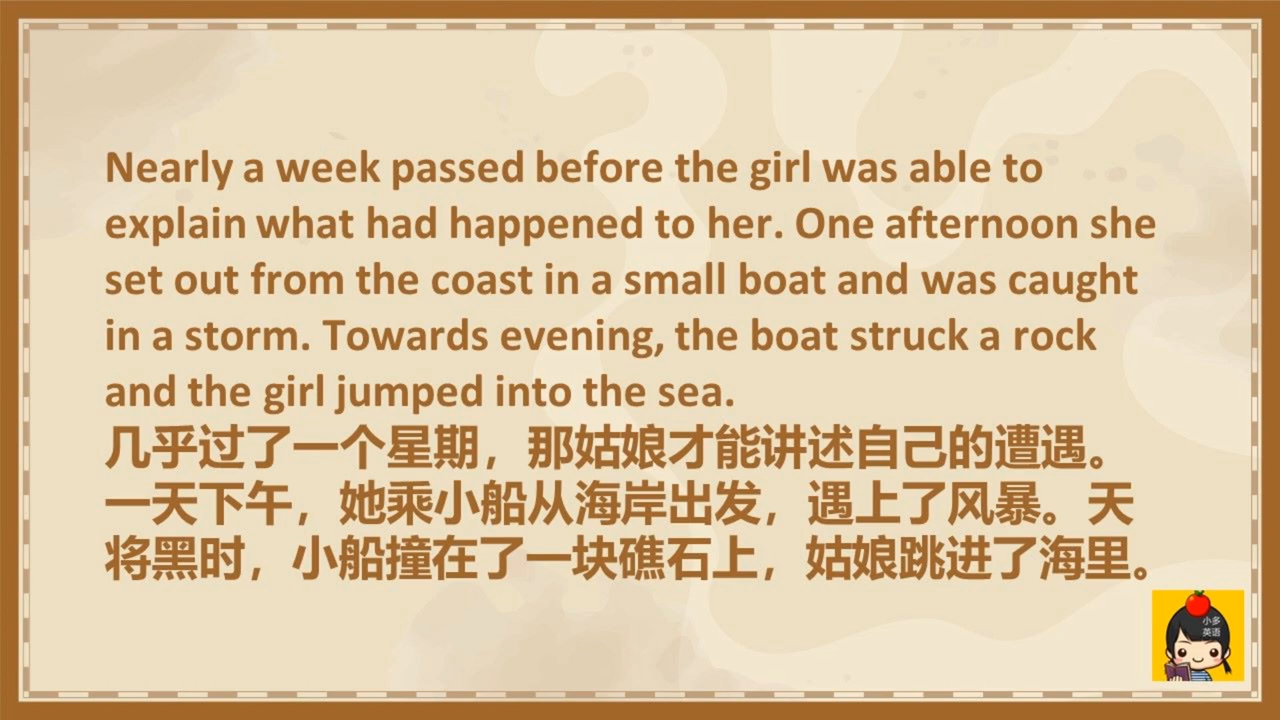 Nearly a week passed before the girl was able to
explain what had happened to her. One afternoon she
set out from the coast in a small boat and was caught
in a storm. Towards evening, the boat struck a rock
and the girl jumped into the sea.
几乎过了一个星期，那姑娘才能讲述自己的遭遇。
一天下午，她乘小船从海岸出发，遇上了风暴。天
将黑时，小船撞在了一块礁石上，姑娘跳进了海里。
小多
英语